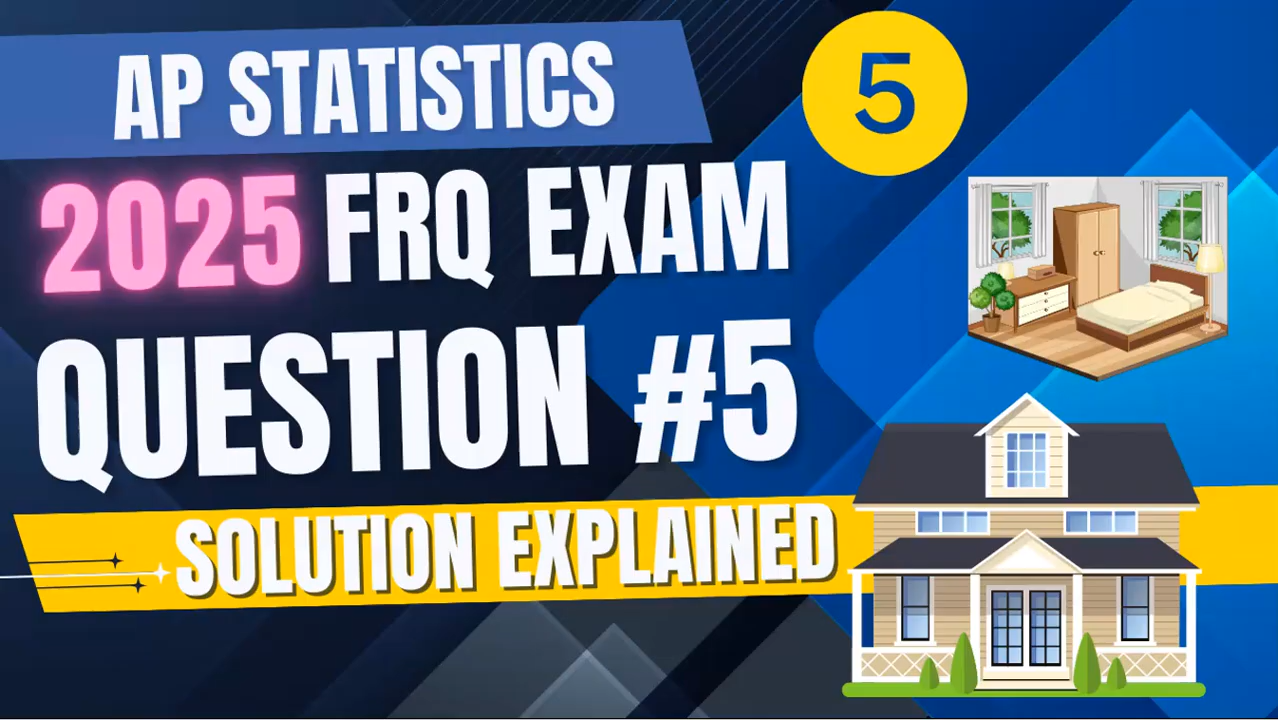 AP STATISTICS
5
2025 FRQ EXAM
QUESTION #5
SOLUTION EXPLAINED